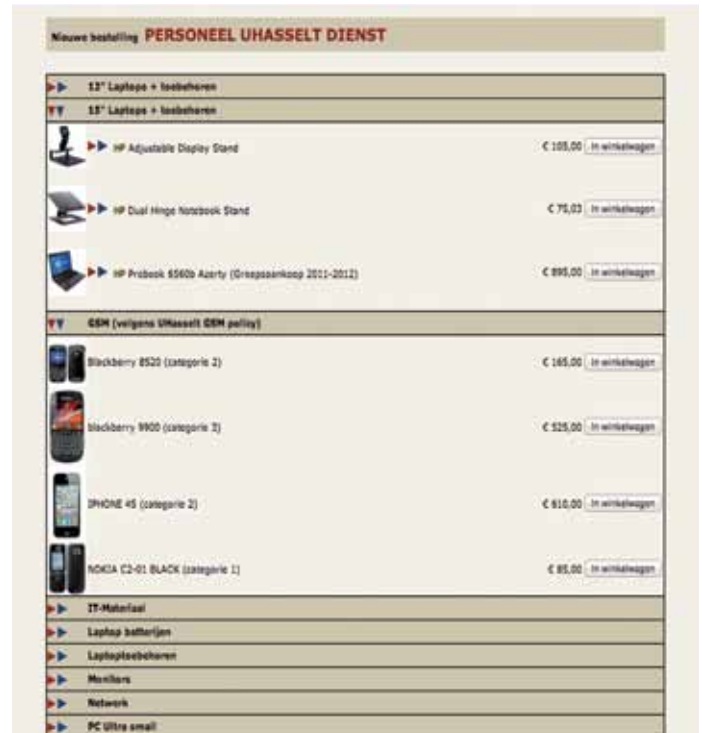 Nieuwe bestelling PERSONEEL UHASSELT DIENST
12" Laptops + toebehoren
15" Laptops + toebehoren
HP Adjustable Display Stand € 105,00 In winkelwagen
HP Dual Hinge Notebook Stand € 75,03 In winkelwagen
HP Probook 6560b Azerty (Groepsaankoop 2011-2012) € 895,00 In winkelwagen
GSM (volgens UHasselt GSM policy)
Blackberry 8520 (categorie 2) € 165,00 In winkelwagen
blackberry 9900 (categorie 3) € 525,00 In winkelwagen
IPHONE 4S (categorie 2) € 610,00 In winkelwagen
NOKIA C2-01 BLACK (categorie 1) € 85,00 In winkelwagen
IT-Materiaal
Laptop batterijen
Laptoptoebehoren
Monitors
Network
PC Ultra small